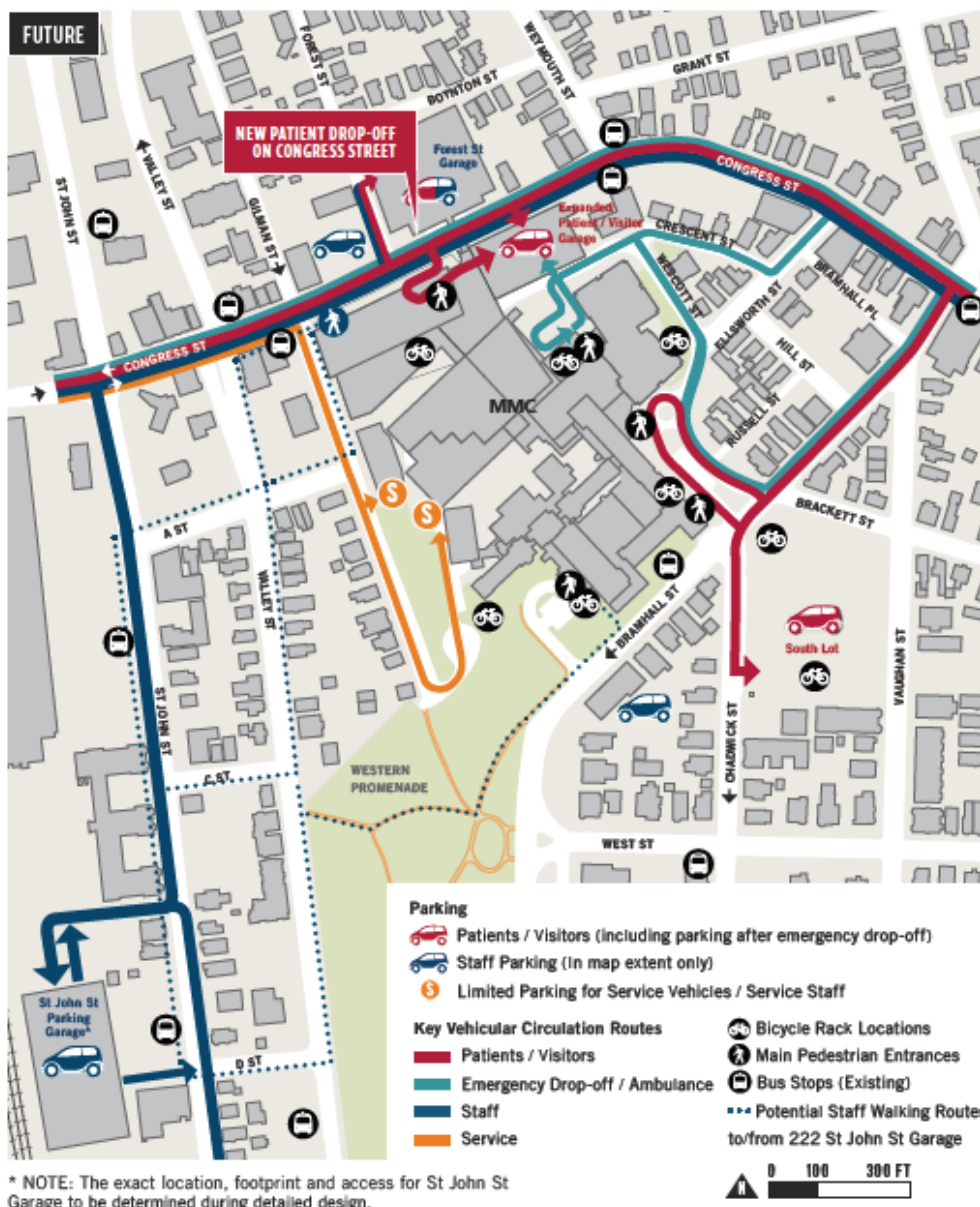 FUTURE
FOREST ST
WEYMOUTH ST
GRANT ST
BOYNTON ST
NEW PATIENT DROP-OFF
ON CONGRESS STREET
Forest St
Garage
VALLEY ST
ST JOHN ST
GILMAN ST
CONGRESS ST
Expanded
Patient / Visitor
Garage
CRESCENT ST
WESCOTT ST
BRAMHALL PL
ELLSWORTH ST
HILL ST
CONGRESS ST
MMC
RUSSELL ST
S
S
BRACKETT ST
A ST
VALLEY ST
BRAMHALL ST
South Lot
VAUGHAN ST
ST JOHN ST
CHADWICK ST
C ST
WESTERN
PROMENADE
WEST ST
St John St
Parking
Garage*
D ST
Parking
Patients / Visitors (including parking after emergency drop-off)
Staff Parking (In map extent only)
S Limited Parking for Service Vehicles / Service Staff
Key Vehicular Circulation Routes
Patients / Visitors
Emergency Drop-off / Ambulance
Staff
Service
Bicycle Rack Locations
Main Pedestrian Entrances
Bus Stops (Existing)
Potential Staff Walking Route
to/from 222 St John St Garage
N
0 100 300 FT
* NOTE: The exact location, footprint and access for St John St
Garage to be determined during detailed design.